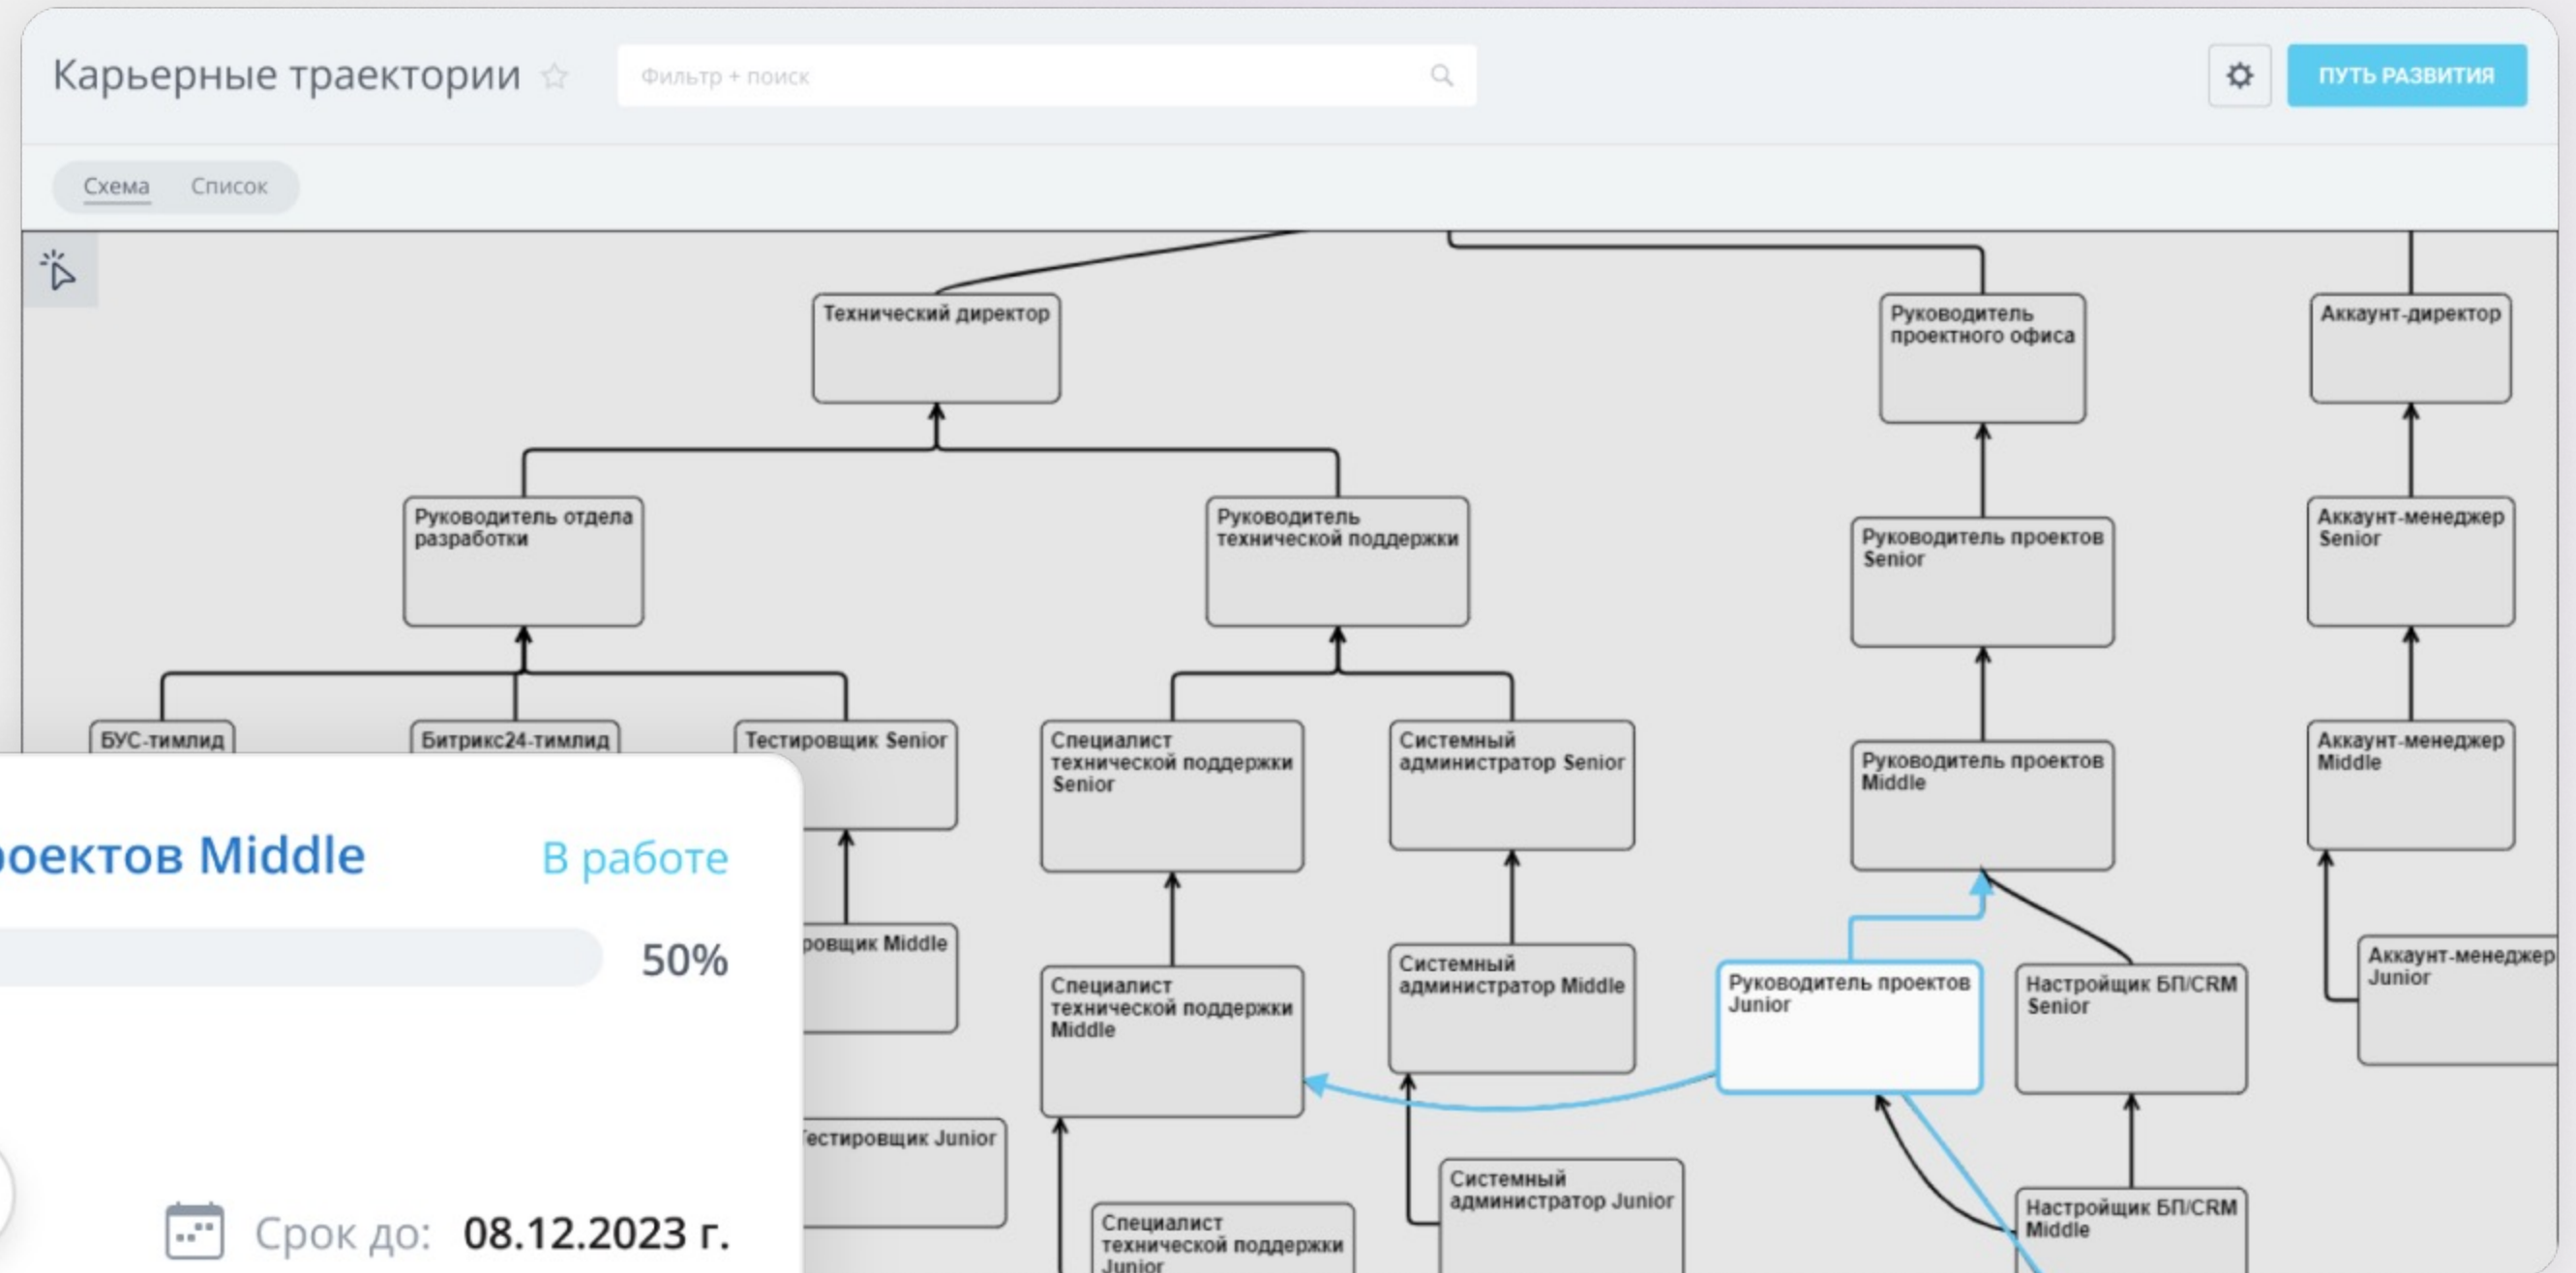 Карьерные траектории
Фильтр + поиск
ПУТЬ РАЗВИТИЯ
Схема
Список
Технический директор
Руководитель
проектного офиса
Аккаунт-директор
Руководитель отдела
разработки
Руководитель
технической поддержки
Руководитель проектов
Senior
Аккаунт-менеджер
Senior
БУС-тимлид
Битрикс24-тимлид
Тестировщик Senior
Специалист
технической поддержки
Senior
Системный
администратор Senior
Руководитель проектов
Middle
Аккаунт-менеджер
Middle
роектов Middle
В работе
50%
ровщик Middle
Специалист
технической поддержки
Middle
Системный
администратор Middle
Руководитель проектов
Junior
Настройщик БП/CRM
Senior
Аккаунт-менеджер
Junior
естировщик Junior
Специалист
технической поддержки
Junior
Системный
администратор Junior
Настройщик БП/CRM
Middle
Срок до: 08.12.2023 г.